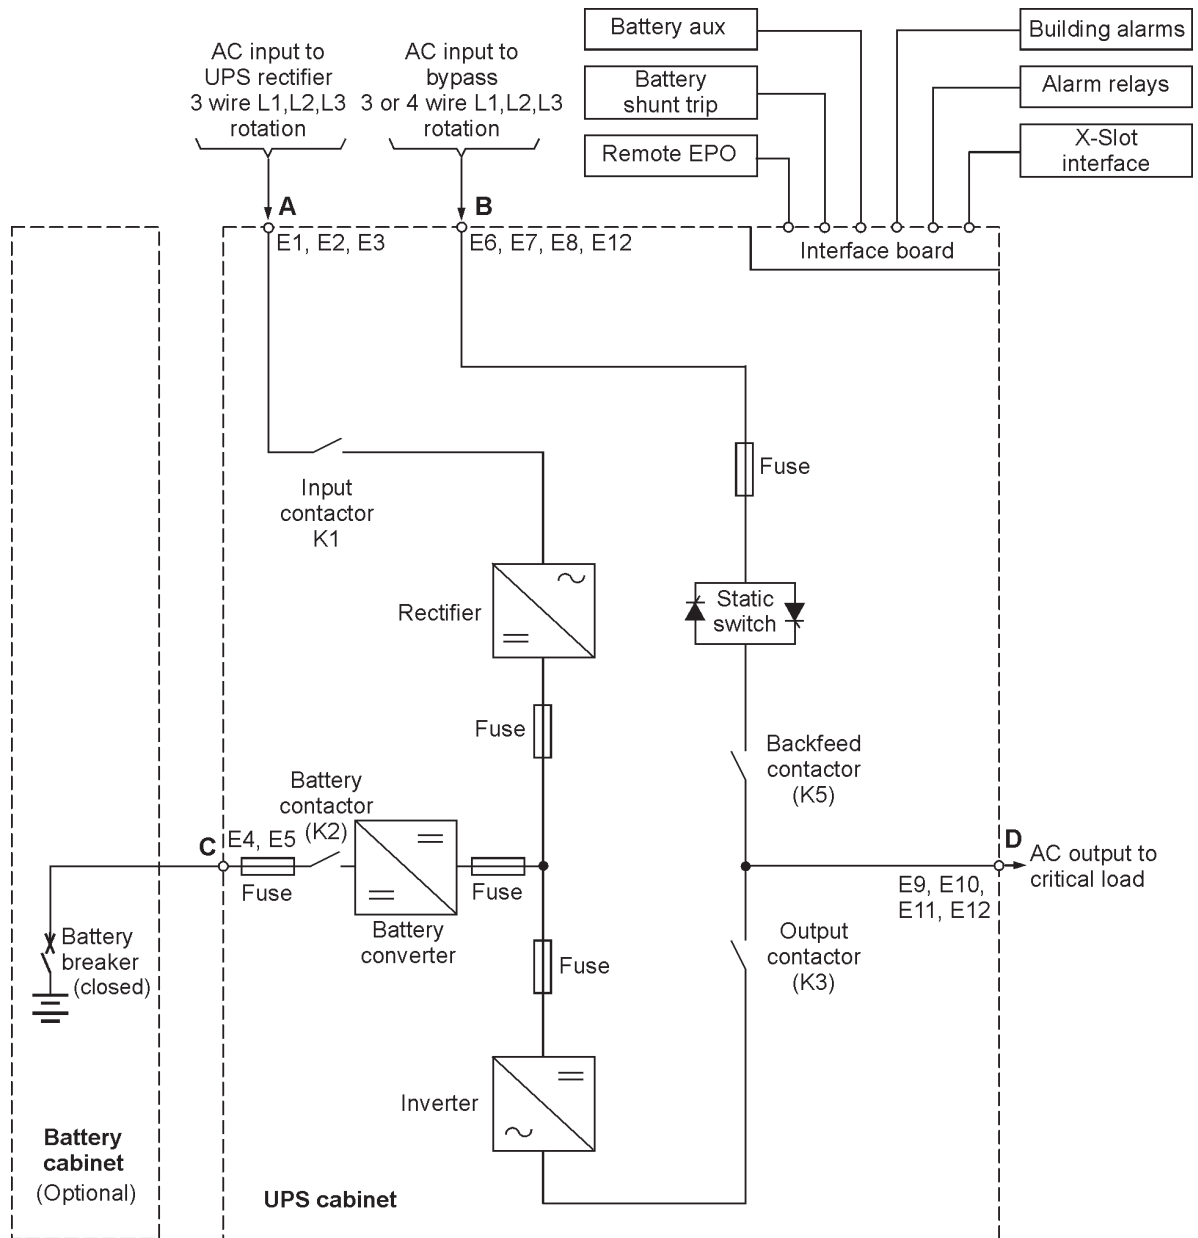 AC input to
UPS rectifier
3 wire L1,L2,L3
rotation
AC input to
bypass
3 or 4 wire L1,L2,L3
rotation
Battery aux
Battery
shunt trip
Remote EPO
Building alarms
Alarm relays
X-Slot
interface
A
B
E1, E2, E3
E6, E7, E8, E12
Interface board
Input
contactor
K1
Fuse
Rectifier
Static
switch
Fuse
Backfeed
contactor
(K5)
Battery
contactor
(K2)
C
E4, E5
Fuse
Fuse
Battery
converter
D
AC output to
critical load
E9, E10,
E11, E12
Battery
breaker
(closed)
Fuse
Output
contactor
(K3)
Inverter
Battery
cabinet
(Optional)
UPS cabinet